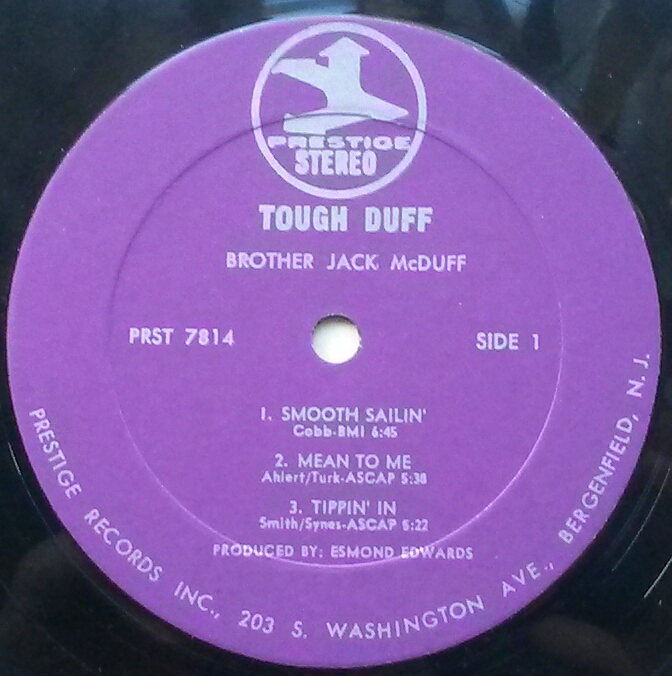 PRESTIGE
STEREO
TOUGH DUFF
BROTHER JACK McDUFF
PRST 7814
SIDE 1
1. SMOOTH SAILIN'
Cobb-BMI 6:45
2. MEAN TO ME
Ahlert/Turk-ASCAP 5:38
3. TIPPIN' IN
Smith/Synes-ASCAP 5:22
PRODUCED BY: ESMOND EDWARDS
PRESTIGE RECORDS INC., 203 S. WASHINGTON AVE., BERGENFIELD, N. J.